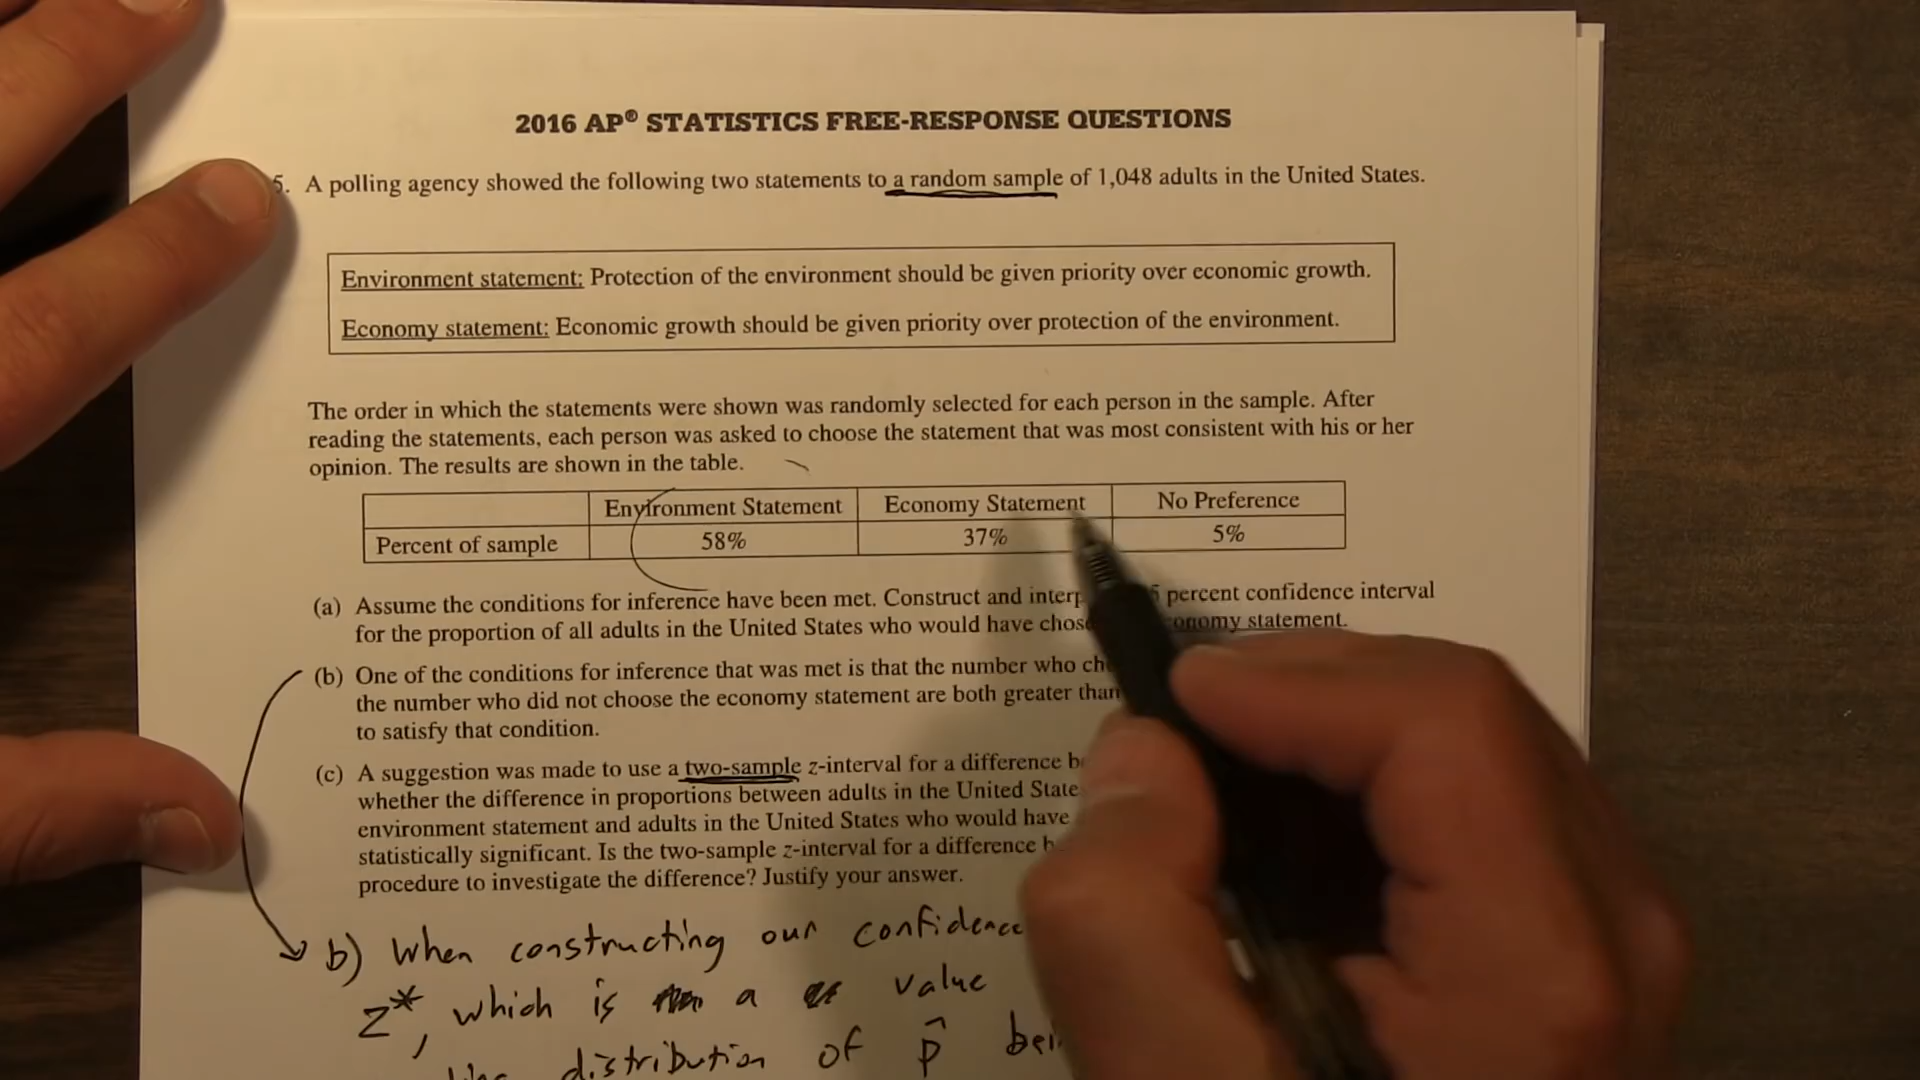 2016 AP® STATISTICS FREE-RESPONSE QUESTIONS
5. A polling agency showed the following two statements to a random sample of 1,048 adults in the United States.
Environment statement: Protection of the environment should be given priority over economic growth.
Economy statement: Economic growth should be given priority over protection of the environment.
The order in which the statements were shown was randomly selected for each person in the sample. After
reading the statements, each person was asked to choose the statement that was most consistent with his or her
opinion. The results are shown in the table.
Environment Statement Economy Statement No Preference
Percent of sample 58% 37% 5%
(a) Assume the conditions for inference have been met. Construct and percent confidence interval
for the proportion of all adults in the United States who would have statement.
(b) One of the conditions for inference that was met is that the number who
the number who did not choose the economy statement are both greater than
to satisfy that condition.
(c) A suggestion was made to use a two-sample z-interval for a difference
whether the difference in proportions between adults in the United
environment statement and adults in the United States who would have
statistically significant. Is the two-sample z-interval for a difference
procedure to investigate the difference? Justify your answer.
b) When constructing our confidence
z*, which is a value
distribution of p̂